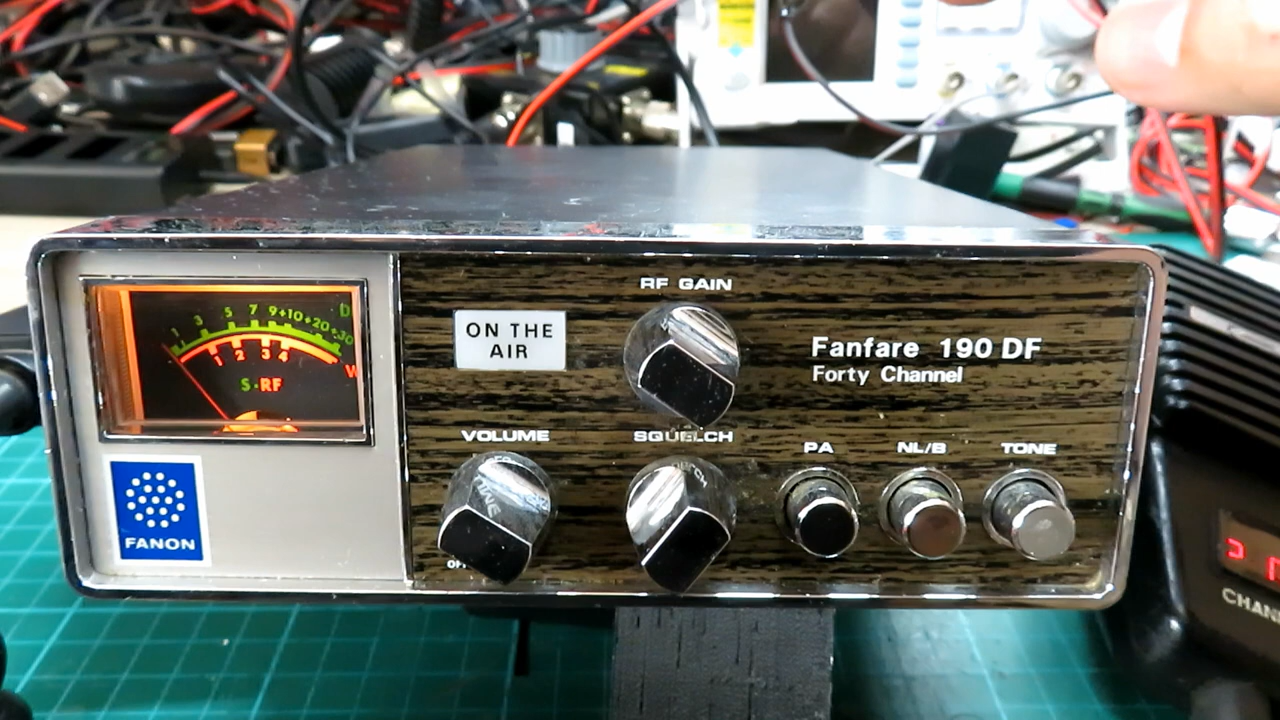 RF GAIN
ON THE
AIR
Fanfare 190 DF
Forty Channel
1 3 5 7 9+10+20+30
D
1 2 3 4
W
S·RF
VOLUME
SQUELCH
PA
NL/B
TONE
FANON